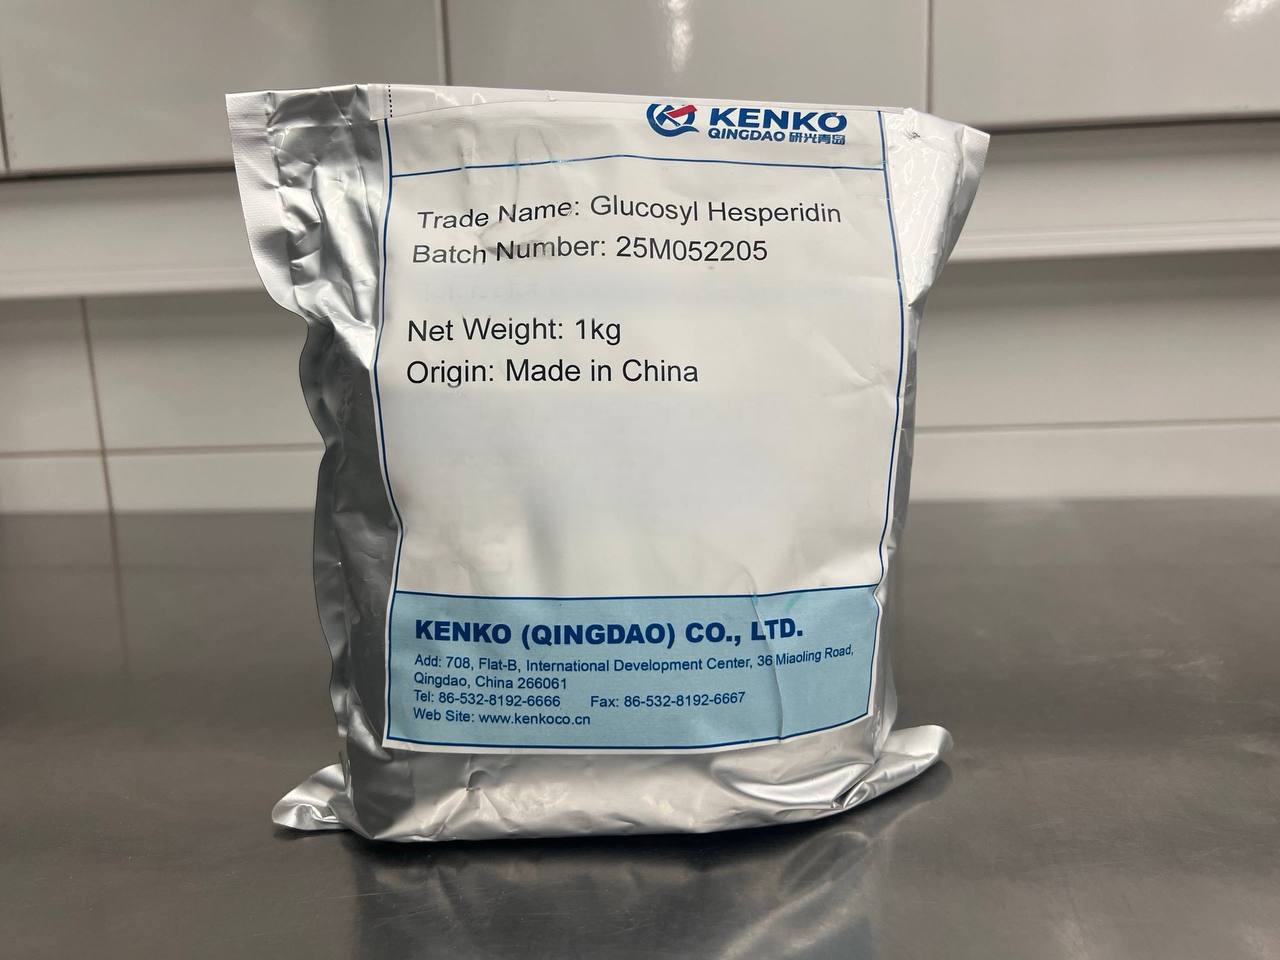 KENKO
QINGDAO 研光青岛
Trade Name: Glucosyl Hesperidin
Batch Number: 25M052205
Net Weight: 1kg
Origin: Made in China
KENKO (QINGDAO) CO., LTD.
Add: 708, Flat-B, International Development Center, 36 Miaoling Road,
Qingdao, China 266061
Tel: 86-532-8192-6666 Fax: 86-532-8192-6667
Web Site: www.kenkoco.cn